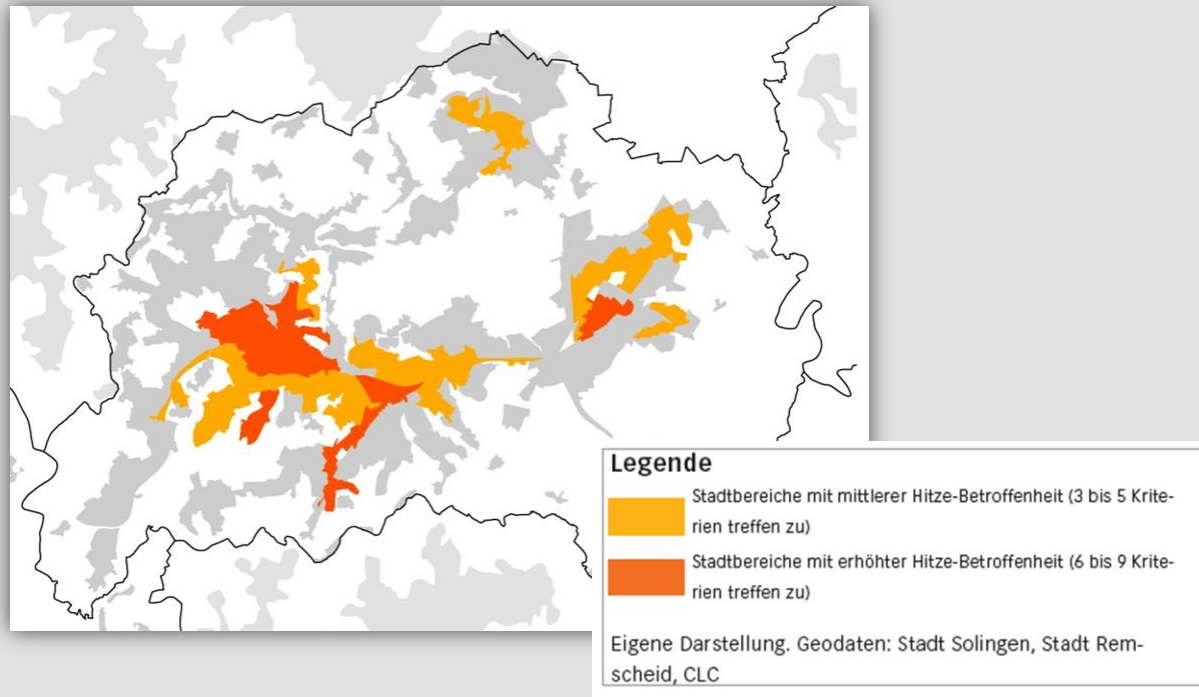 Legende
Stadtbereiche mit mittlerer Hitze-Betroffenheit (3 bis 5 Krite-
rien treffen zu)
Stadtbereiche mit erhöhter Hitze-Betroffenheit (6 bis 9 Krite-
rien treffen zu)
Eigene Darstellung. Geodaten: Stadt Solingen, Stadt Rem-
scheid, CLC